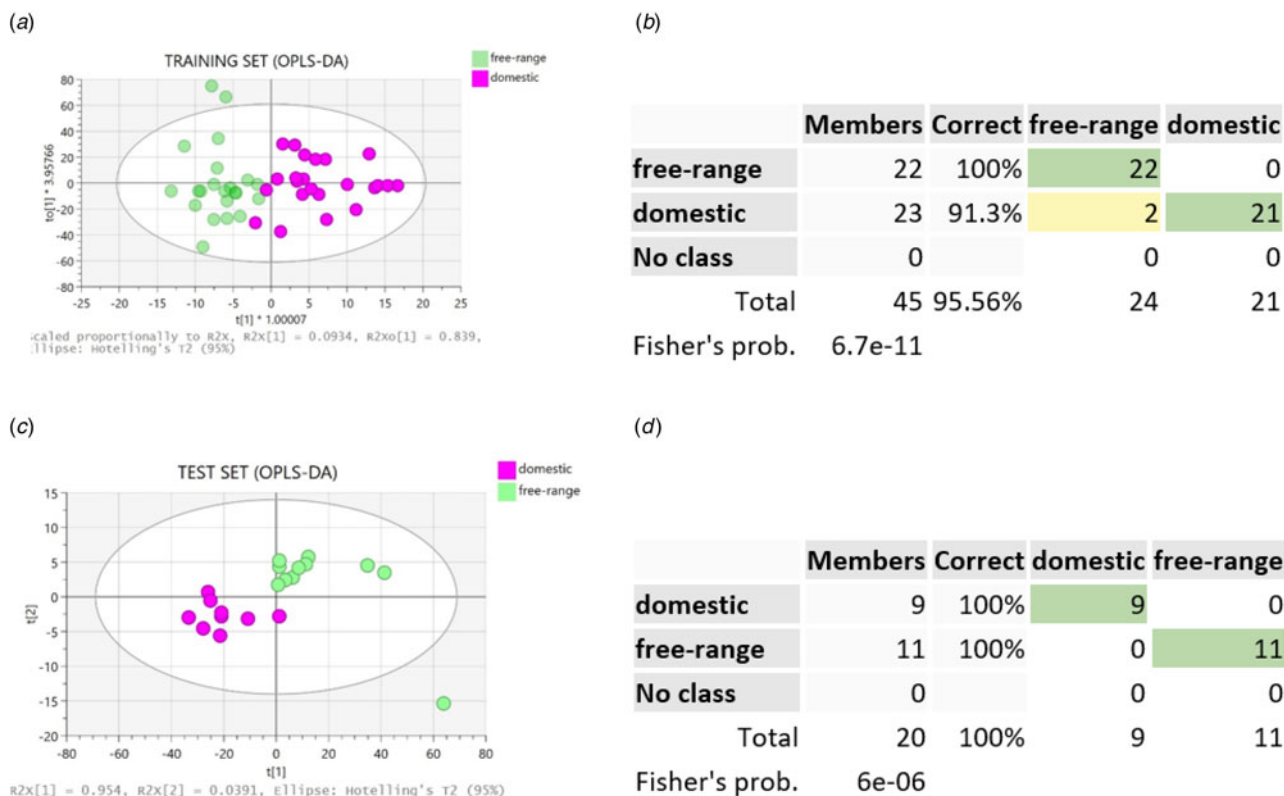 (a)
TRAINING SET (OPLS-DA)
free-range
domestic
80
60
40
20
0
-20
-40
-60
-80
to[1] * 3.95766
-25 -20 -15 -10 -5 0 5 10 15 20 25
t[1] * 1.00007
scaled proportionally to R2X, R2X[1] = 0.0934, R2Xo[1] = 0.839,
Ellipse: Hotelling's T2 (95%)
(b)
Members Correct free-range domestic
free-range 22 100% 22 0
domestic 23 91.3% 2 21
No class 0 0 0
Total 45 95.56% 24 21
Fisher's prob. 6.7e-11
(c)
TEST SET (OPLS-DA)
domestic
free-range
15
10
5
0
-5
-10
-15
-20
t[2]
-80 -60 -40 -20 0 20 40 60 80
t[1]
R2X[1] = 0.954, R2X[2] = 0.0391, Ellipse: Hotelling's T2 (95%)
(d)
Members Correct domestic free-range
domestic 9 100% 9 0
free-range 11 100% 0 11
No class 0 0 0
Total 20 100% 9 11
Fisher's prob. 6e-06